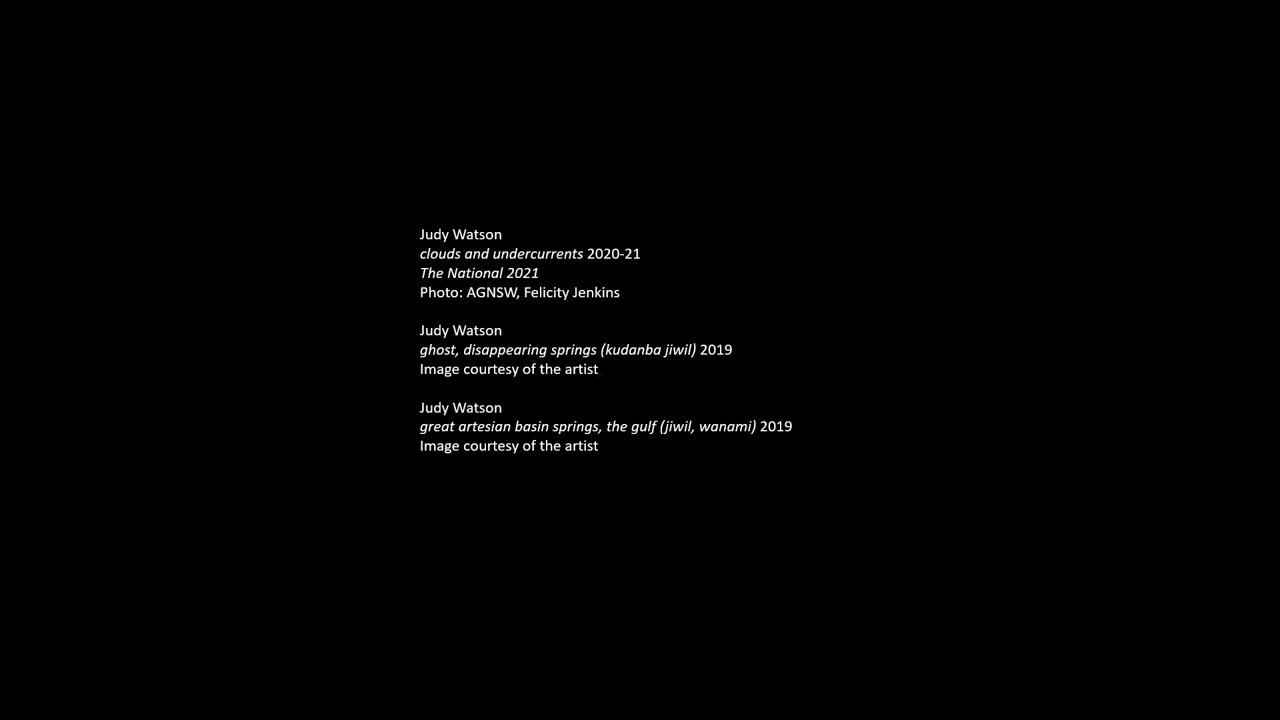 Judy Watson
clouds and undercurrents 2020-21
The National 2021
Photo: AGNSW, Felicity Jenkins
Judy Watson
ghost, disappearing springs (kudanba jiwil) 2019
Image courtesy of the artist
Judy Watson
great artesian basin springs, the gulf (jiwil, wanami) 2019
Image courtesy of the artist